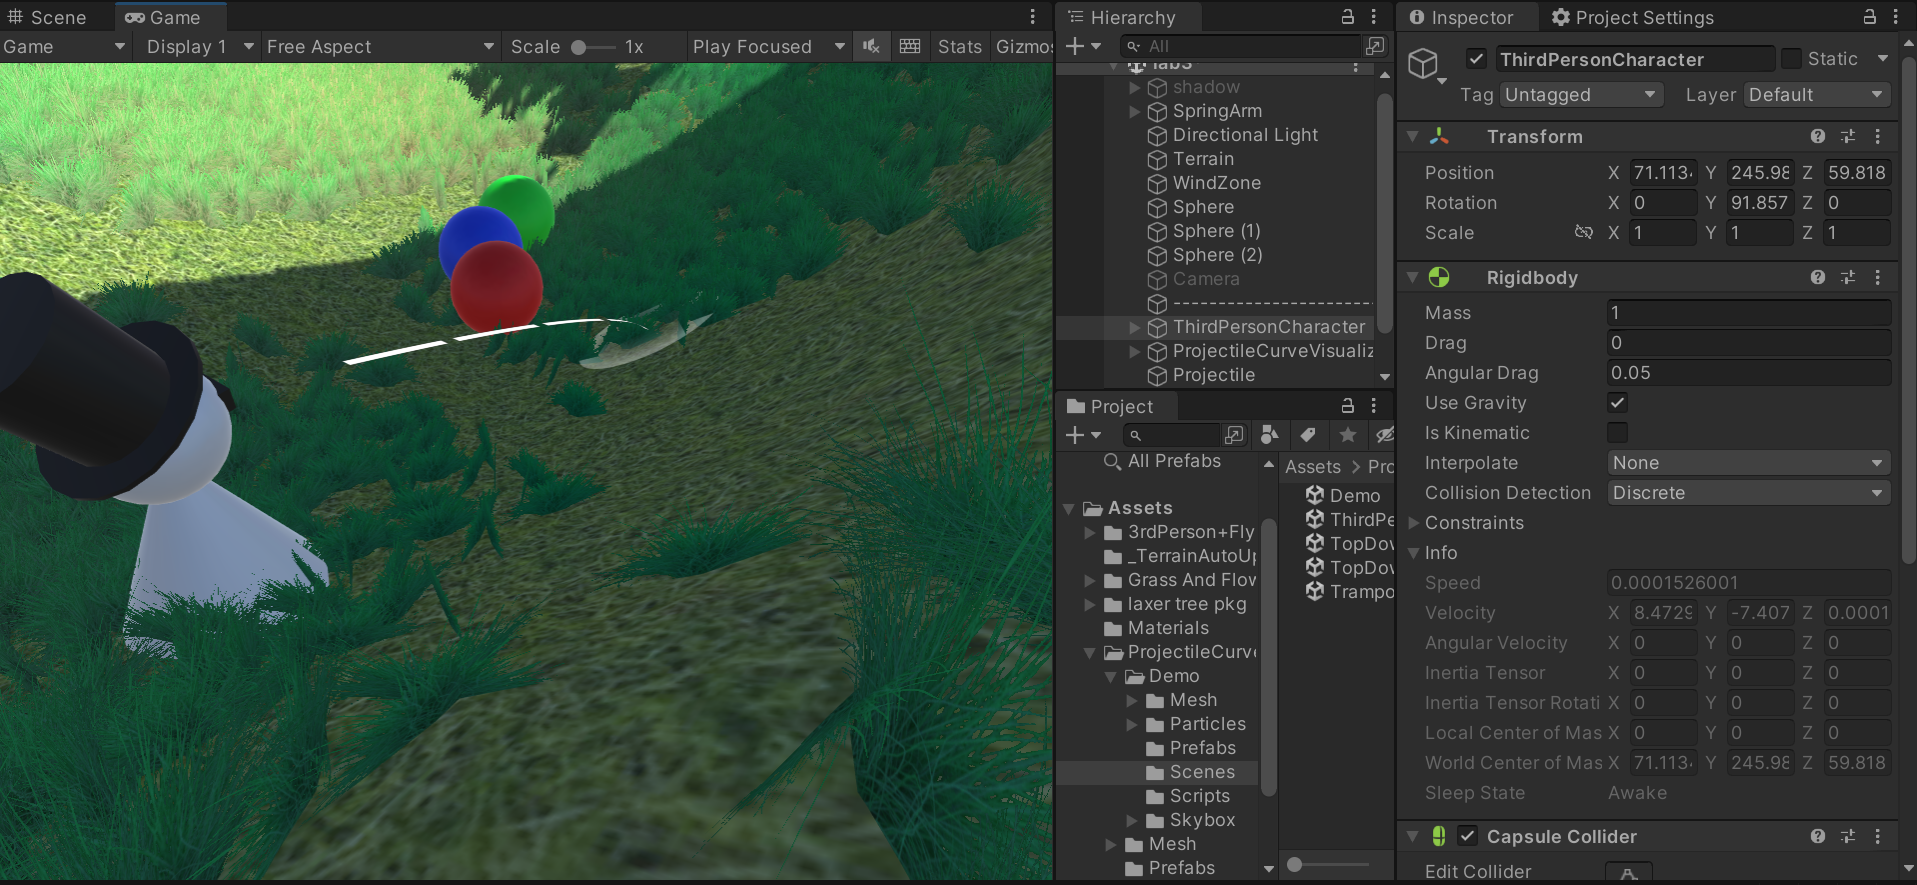 Scene
Game
Game
Display 1
Free Aspect
Scale
1x
Play Focused
Stats
Gizmos
Hierarchy
All
lab3
shadow
SpringArm
Directional Light
Terrain
WindZone
Sphere
Sphere (1)
Sphere (2)
Camera
-----------------------
ThirdPersonCharacter
ProjectileCurveVisualiz
Projectile
Project
All Prefabs
Assets
3rdPerson+Fly
_TerrainAutoUp
Grass And Flow
laxer tree pkg
Materials
ProjectileCurve
Demo
Mesh
Particles
Prefabs
Scenes
Scripts
Skybox
Mesh
Prefabs
Assets > Pro
Demo
ThirdPe
TopDov
TopDov
Trampo
Inspector
Project Settings
ThirdPersonCharacter
Static
Tag Untagged Layer Default
Transform
Position X 71.113 Y 245.98 Z 59.818
Rotation X 0 Y 91.857 Z 0
Scale X 1 Y 1 Z 1
Rigidbody
Mass 1
Drag 0
Angular Drag 0.05
Use Gravity
Is Kinematic
Interpolate None
Collision Detection Discrete
Constraints
Info
Speed 0.0001526001
Velocity X 8.4729 Y -7.407 Z 0.0001
Angular Velocity X 0 Y 0 Z 0
Inertia Tensor X 0 Y 0 Z 0
Inertia Tensor Rotati X 0 Y 0 Z 0
Local Center of Mas X 0 Y 0 Z 0
World Center of Mas X 71.113 Y 245.98 Z 59.818
Sleep State Awake
Capsule Collider
Edit Collider